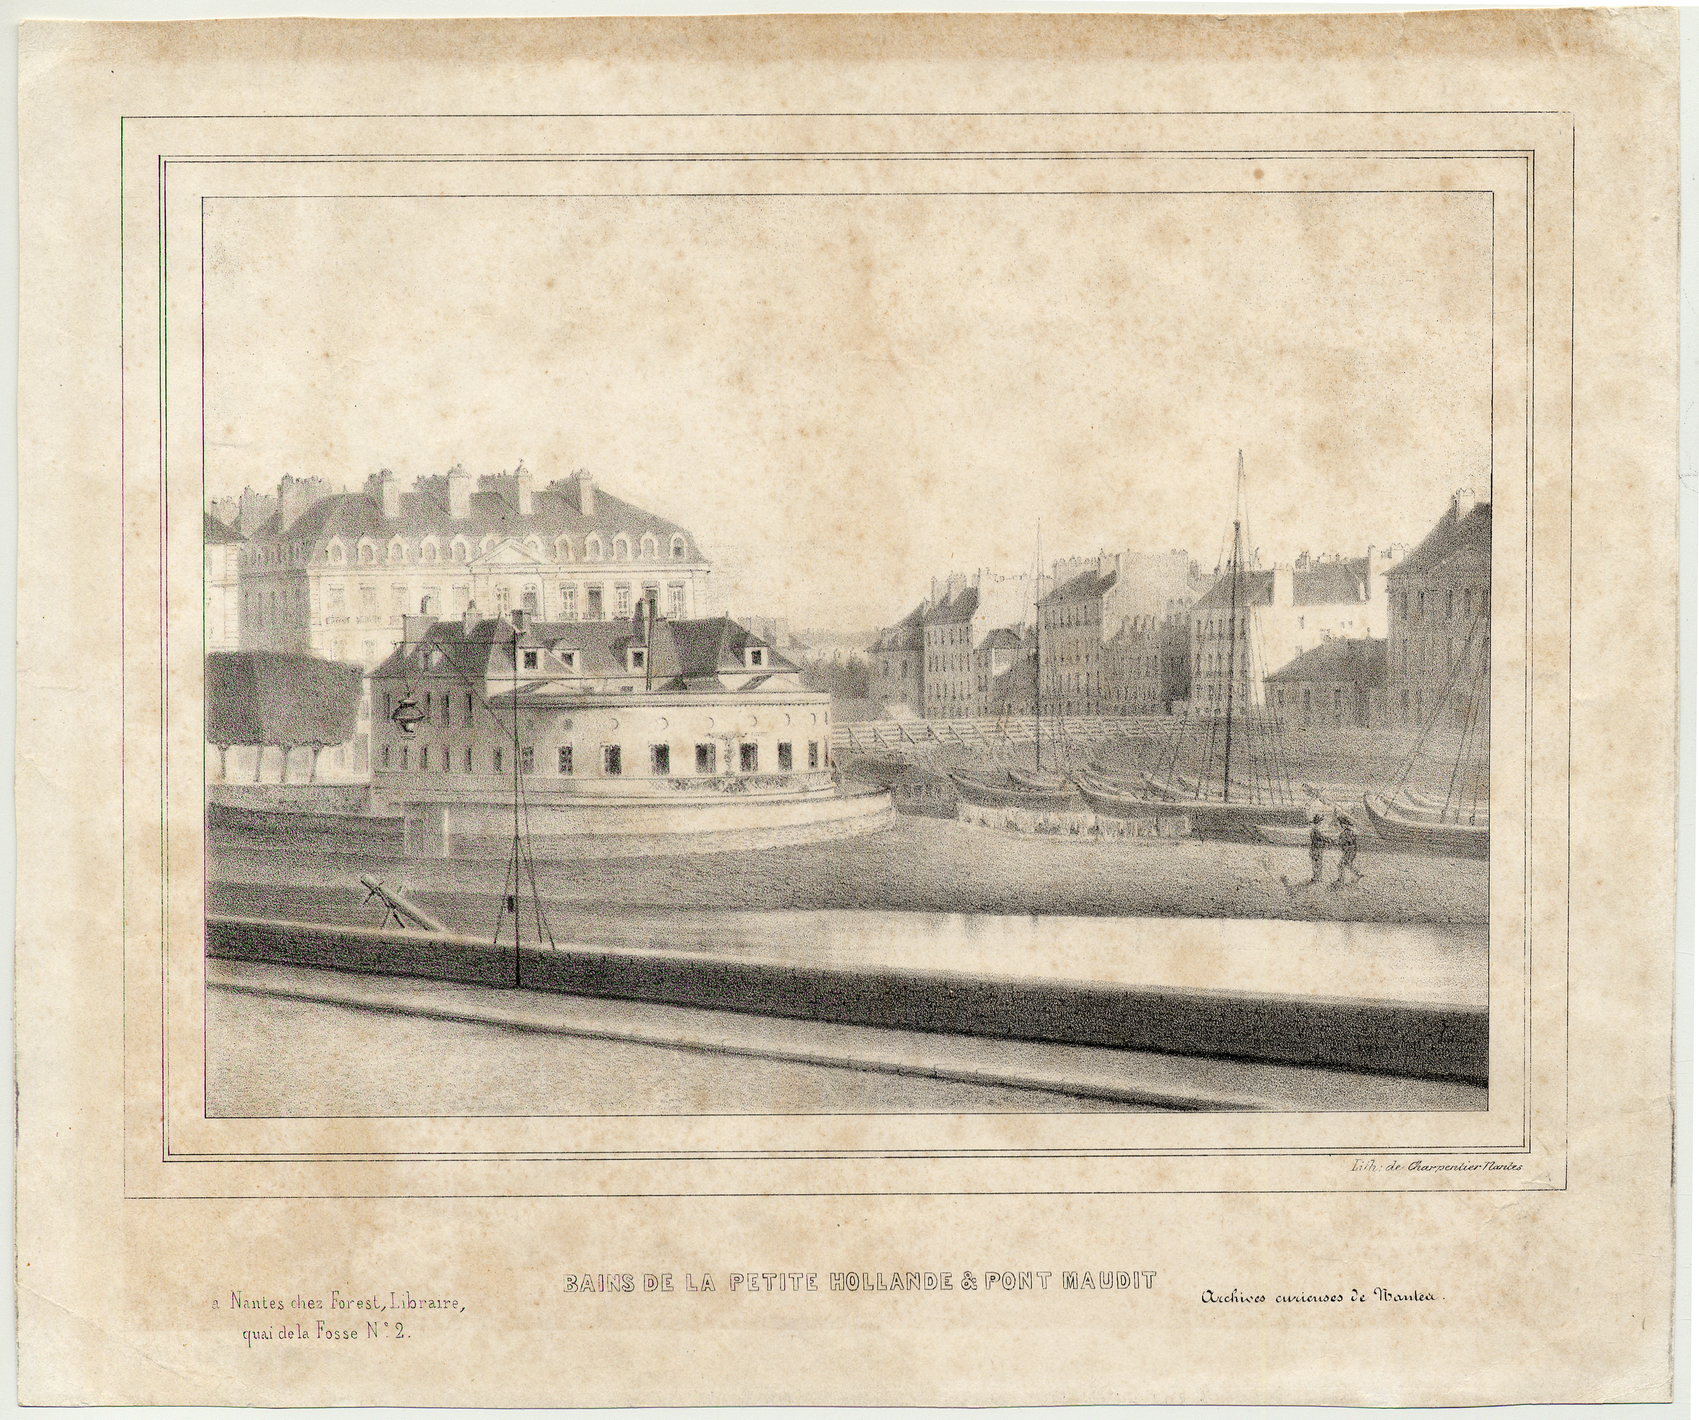 Lith: de Charpentier Nantes
BAINS DE LA PETITE HOLLANDE & PONT MAUDIT
a Nantes chez Forest, Libraire,
quai de la Fosse N° 2.
Archives curieuses de Nantes.